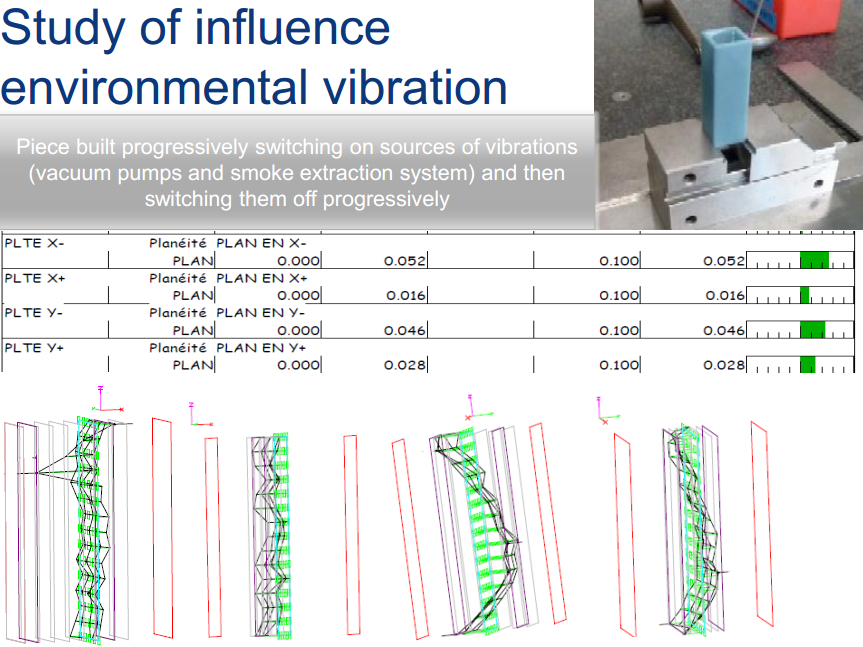 Study of influence
environmental vibration
Piece built progressively switching on sources of vibrations
(vacuum pumps and smoke extraction system) and then
switching them off progressively
PLTE X- Planéité PLAN EN X-
PLAN 0.000 0.052 0.100 0.052
PLTE X+ Planéité PLAN EN X+
PLAN 0.000 0.016 0.100 0.016
PLTE Y- Planéité PLAN EN Y-
PLAN 0.000 0.046 0.100 0.046
PLTE Y+ Planéité PLAN EN Y+
PLAN 0.000 0.028 0.100 0.028